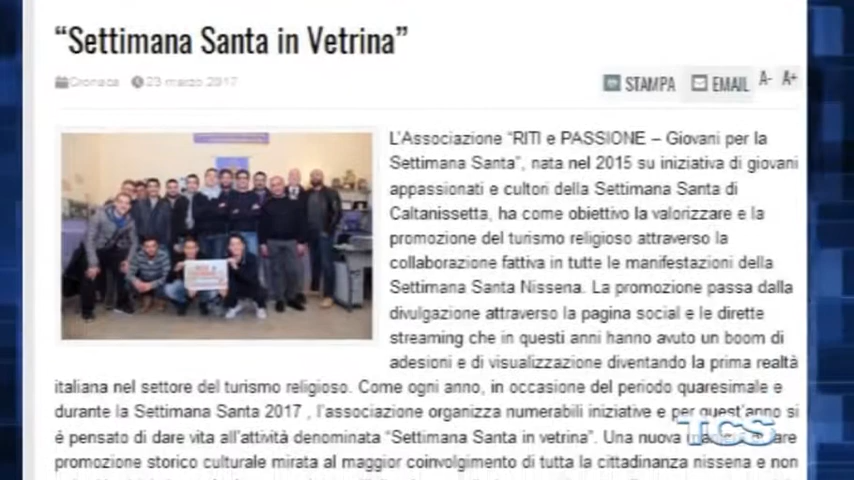 “Settimana Santa in Vetrina”
Cronaca 23 marzo 2017
STAMPA EMAIL A- A+
L’Associazione “RITI e PASSIONE – Giovani per la
Settimana Santa”, nata nel 2015 su iniziativa di giovani
appassionati e cultori della Settimana Santa di
Caltanissetta, ha come obiettivo la valorizzare e la
promozione del turismo religioso attraverso la
collaborazione fattiva in tutte le manifestazioni della
Settimana Santa Nissena. La promozione passa dalla
divulgazione attraverso la pagina social e le dirette
streaming che in questi anni hanno avuto un boom di
adesioni e di visualizzazione diventando la prima realtà
italiana nel settore del turismo religioso. Come ogni anno, in occasione del periodo quaresimale e
durante la Settimana Santa 2017 , l’associazione organizza numerabili iniziative e per quest’anno si
è pensato di dare vita all’attività denominata “Settimana Santa in vetrina”. Una nuova
promozione storico culturale mirata al maggior coinvolgimento di tutta la cittadinanza nissena e non
TCS